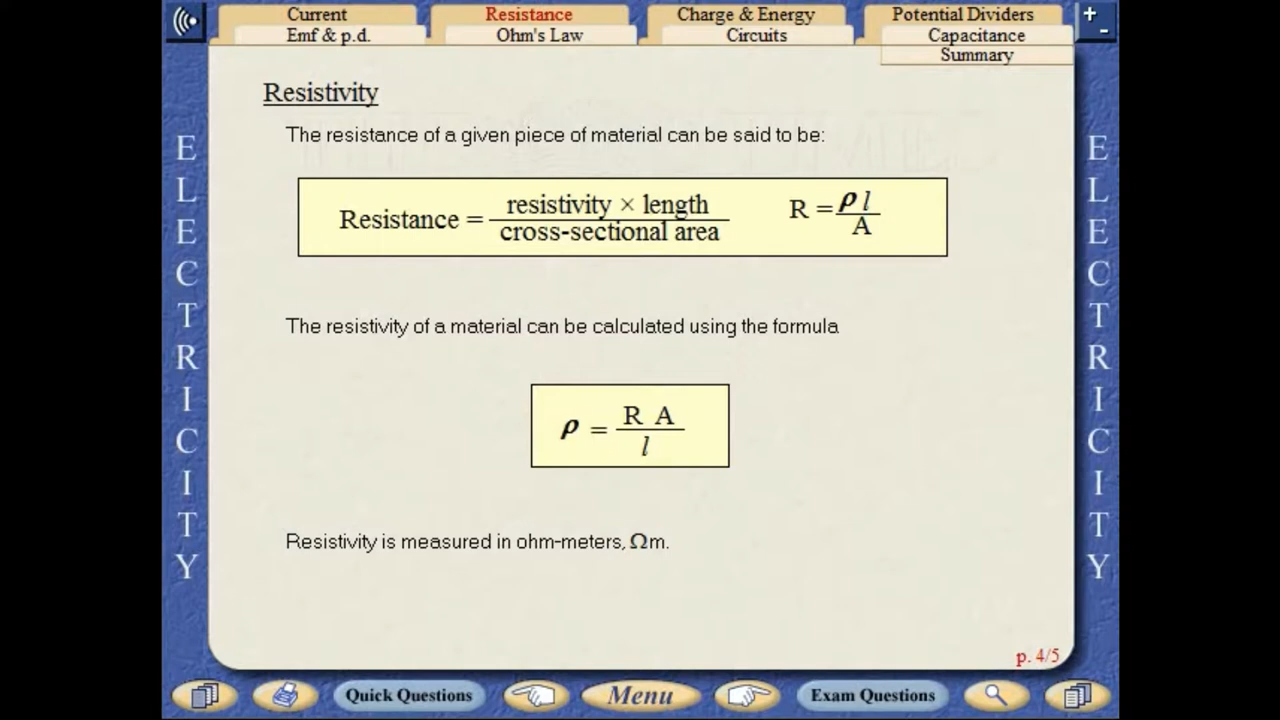 Current
Resistance
Charge & Energy
Potential Dividers
Emf & p.d.
Ohm's Law
Circuits
Capacitance
Summary
+
-
Resistivity
The resistance of a given piece of material can be said to be:
Resistance = resistivity × length / cross-sectional area
R = ρ l / A
The resistivity of a material can be calculated using the formula
ρ = R A / l
Resistivity is measured in ohm-meters, Ωm.
ELECTRICITY
ELECTRICITY
p. 4/5
Quick Questions
Menu
Exam Questions